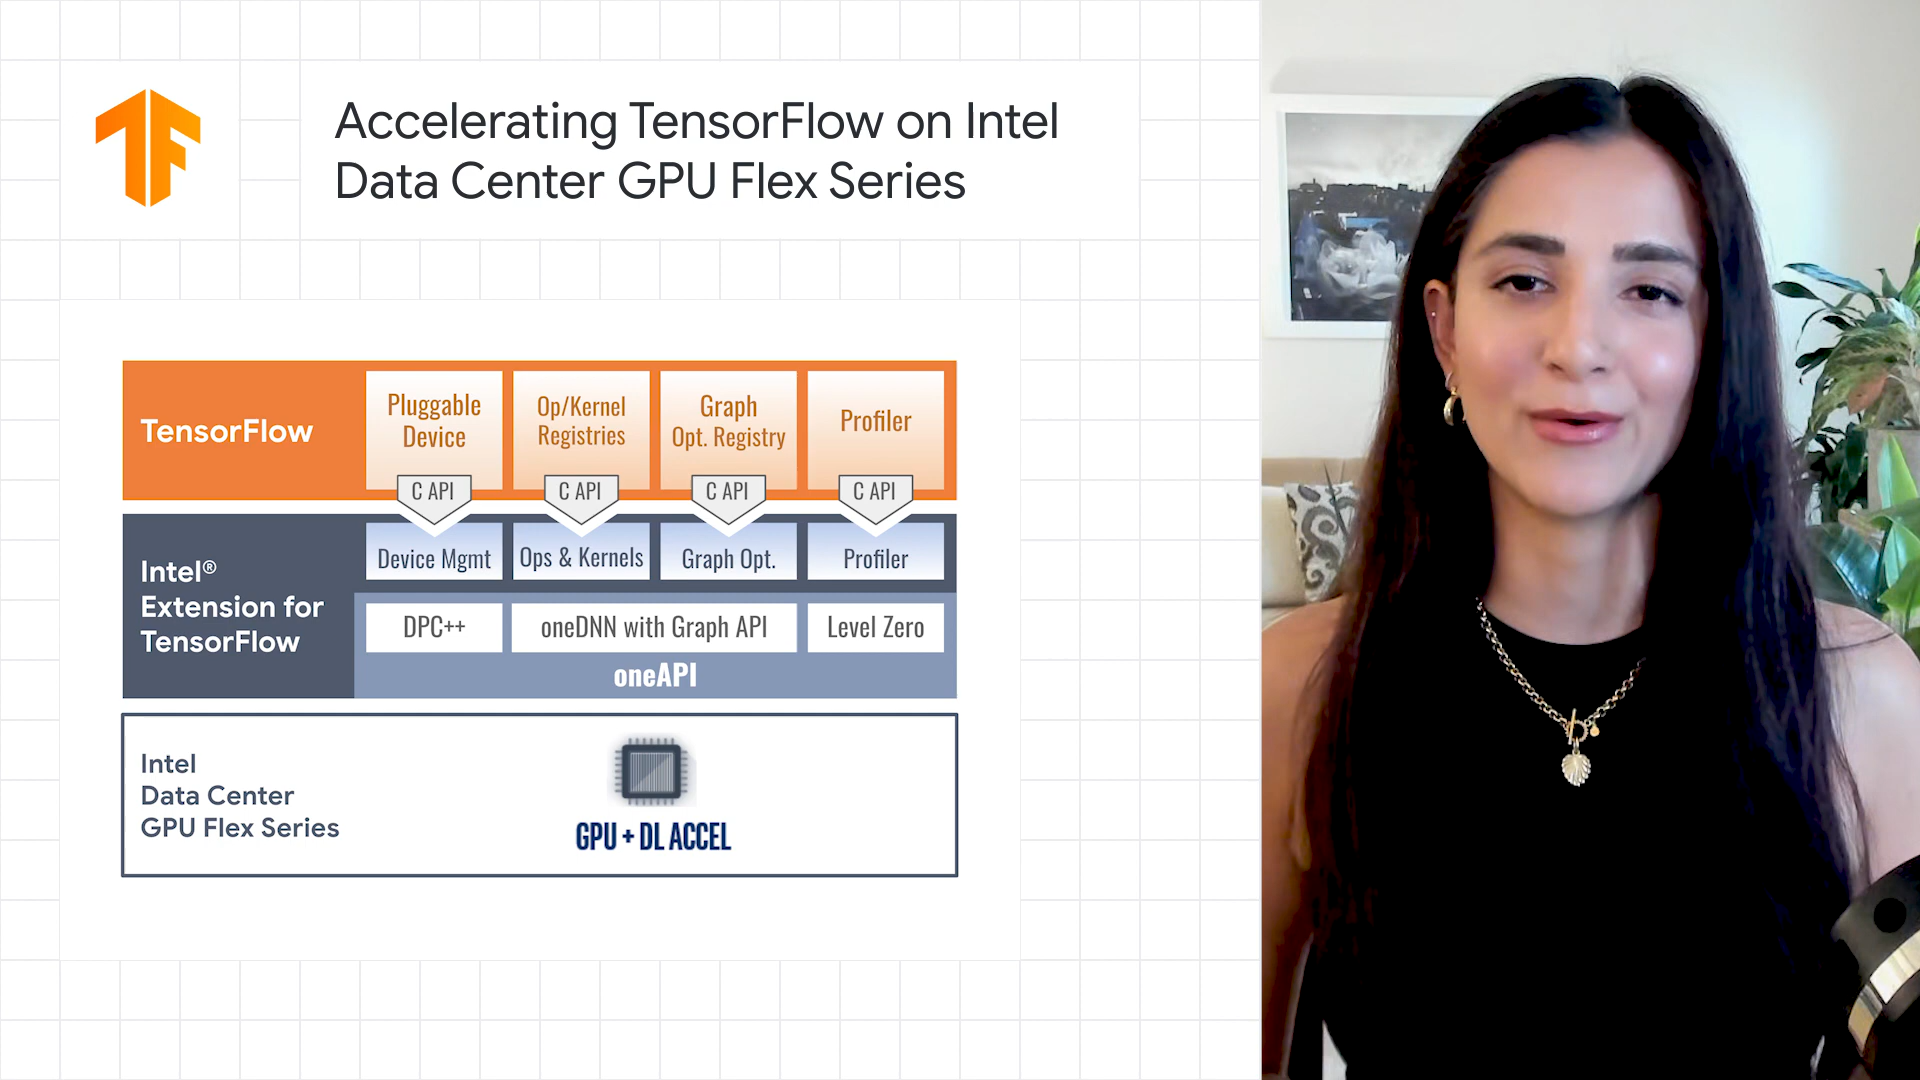 Accelerating TensorFlow on Intel
Data Center GPU Flex Series
TensorFlow
Pluggable
Device
Op/Kernel
Registries
Graph
Opt. Registry
Profiler
C API
C API
C API
C API
Intel®
Extension for
TensorFlow
Device Mgmt
Ops & Kernels
Graph Opt.
Profiler
DPC++
oneDNN with Graph API
Level Zero
oneAPI
Intel
Data Center
GPU Flex Series
GPU + DL ACCEL